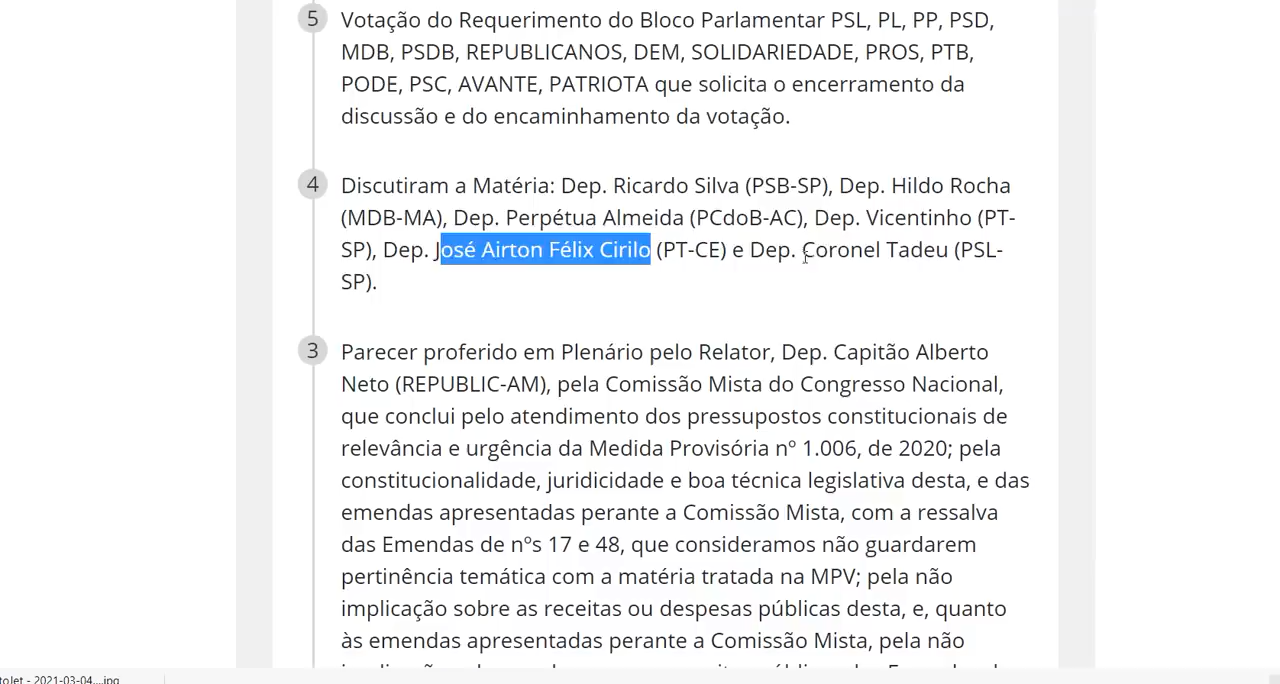 5
Votação do Requerimento do Bloco Parlamentar PSL, PL, PP, PSD,
MDB, PSDB, REPUBLICANOS, DEM, SOLIDARIEDADE, PROS, PTB,
PODE, PSC, AVANTE, PATRIOTA que solicita o encerramento da
discussão e do encaminhamento da votação.
4
Discutiram a Matéria: Dep. Ricardo Silva (PSB-SP), Dep. Hildo Rocha
(MDB-MA), Dep. Perpétua Almeida (PCdoB-AC), Dep. Vicentinho (PT-
SP), Dep. José Airton Félix Cirilo (PT-CE) e Dep. Coronel Tadeu (PSL-
SP).
3
Parecer proferido em Plenário pelo Relator, Dep. Capitão Alberto
Neto (REPUBLIC-AM), pela Comissão Mista do Congresso Nacional,
que conclui pelo atendimento dos pressupostos constitucionais de
relevância e urgência da Medida Provisória nº 1.006, de 2020; pela
constitucionalidade, juridicidade e boa técnica legislativa desta, e das
emendas apresentadas perante a Comissão Mista, com a ressalva
das Emendas de nºs 17 e 48, que consideramos não guardarem
pertinência temática com a matéria tratada na MPV; pela não
implicação sobre as receitas ou despesas públicas desta, e, quanto
às emendas apresentadas perante a Comissão Mista, pela não
2021-03-04....jpg